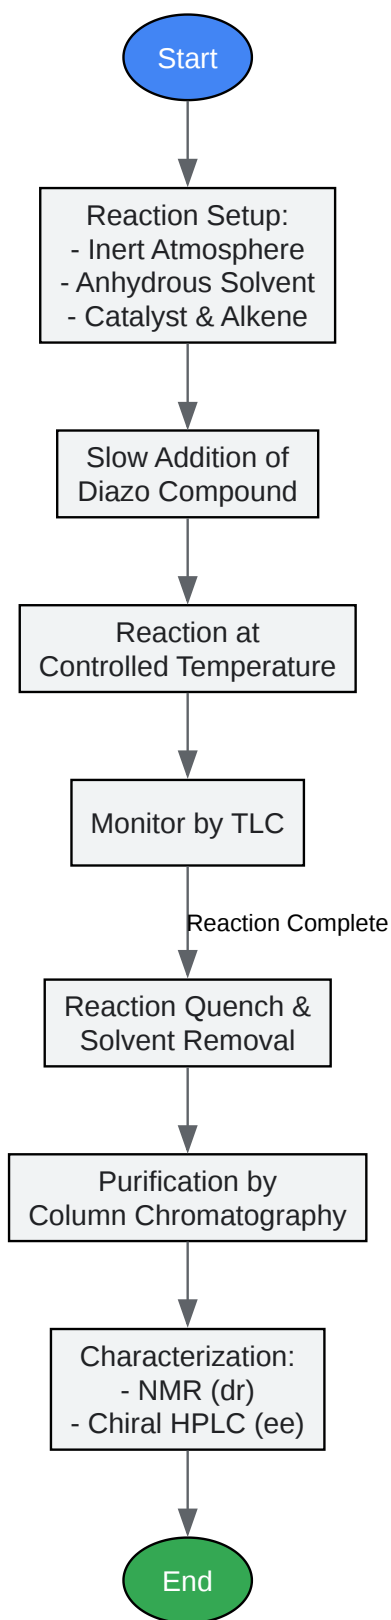 Start
Reaction Setup:
- Inert Atmosphere
- Anhydrous Solvent
- Catalyst & Alkene
Slow Addition of
Diazo Compound
Reaction at
Controlled Temperature
Monitor by TLC
Reaction Complete
Reaction Quench &
Solvent Removal
Purification by
Column Chromatography
Characterization:
- NMR (dr)
- Chiral HPLC (ee)
End